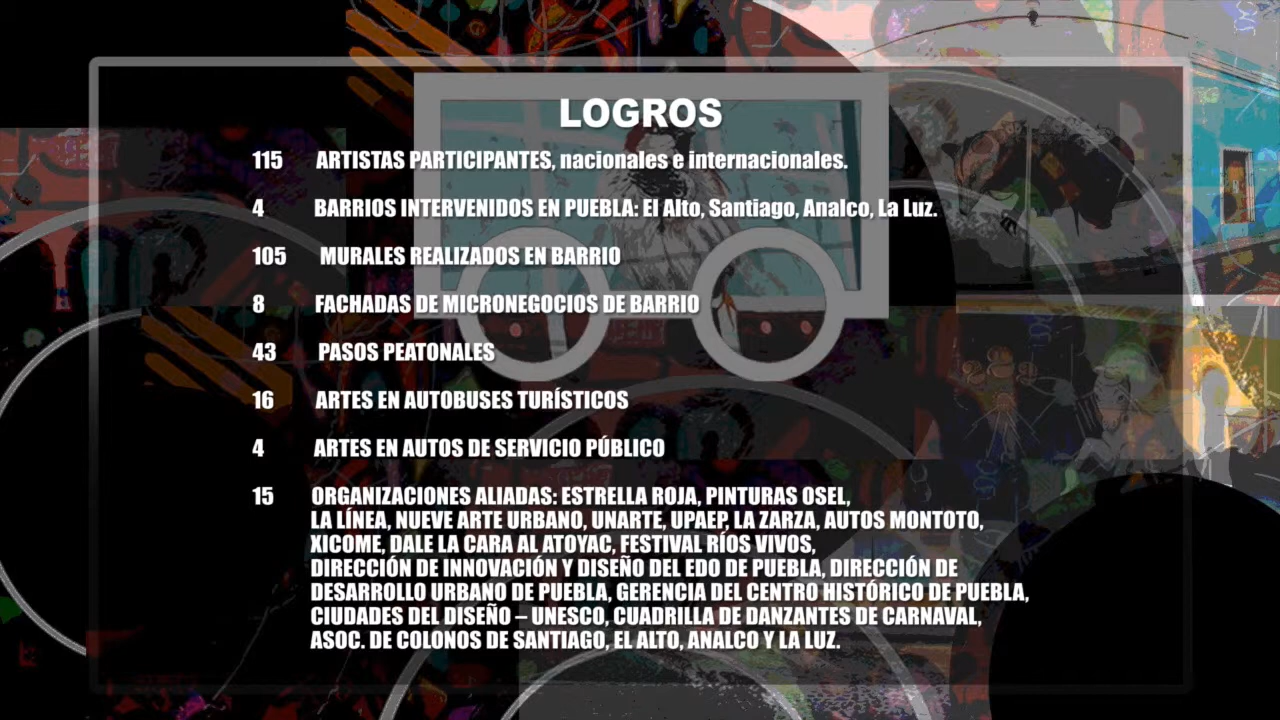 LOGROS
115 ARTISTAS PARTICIPANTES, nacionales e internacionales.
4 BARRIOS INTERVENIDOS EN PUEBLA: El Alto, Santiago, Analco, La Luz.
105 MURALES REALIZADOS EN BARRIO
8 FACHADAS DE MICRONEGOCIOS DE BARRIO
43 PASOS PEATONALES
16 ARTES EN AUTOBUSES TURÍSTICOS
4 ARTES EN AUTOS DE SERVICIO PÚBLICO
15 ORGANIZACIONES ALIADAS: ESTRELLA ROJA, PINTURAS OSEL,
LA LÍNEA, NUEVE ARTE URBANO, UNARTE, UPAEP, LA ZARZA, AUTOS MONTOTO,
XICOME, DALE LA CARA AL ATOYAC, FESTIVAL RÍOS VIVOS,
DIRECCIÓN DE INNOVACIÓN Y DISEÑO DEL EDO DE PUEBLA, DIRECCIÓN DE
DESARROLLO URBANO DE PUEBLA, GERENCIA DEL CENTRO HISTÓRICO DE PUEBLA,
CIUDADES DEL DISEÑO – UNESCO, CUADRILLA DE DANZANTES DE CARNAVAL,
ASOC. DE COLONOS DE SANTIAGO, EL ALTO, ANALCO Y LA LUZ.